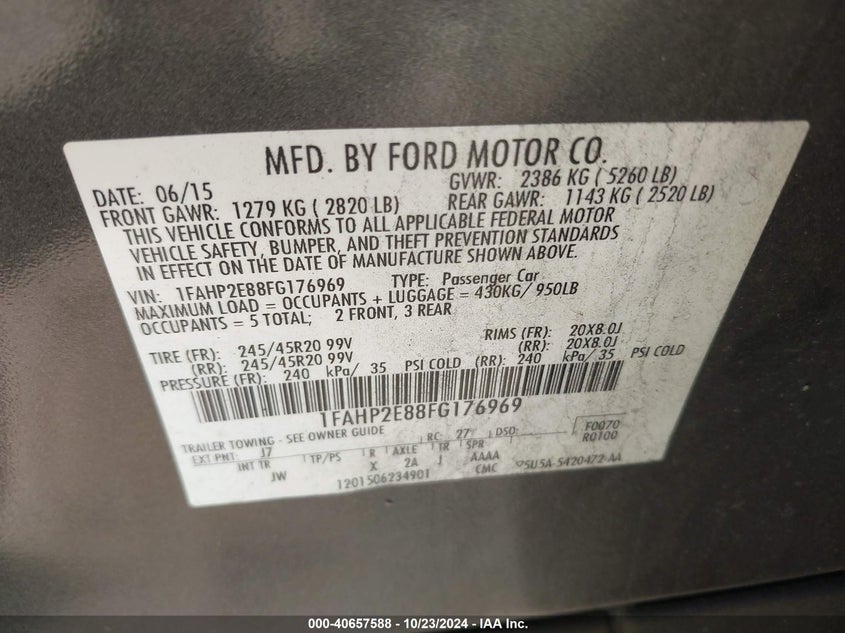 MFD. BY FORD MOTOR CO.
DATE: 06/15 GVWR: 2386 KG ( 5260 LB)
FRONT GAWR: 1279 KG ( 2820 LB) REAR GAWR: 1143 KG ( 2520 LB)
THIS VEHICLE CONFORMS TO ALL APPLICABLE FEDERAL MOTOR
VEHICLE SAFETY, BUMPER, AND THEFT PREVENTION STANDARDS
IN EFFECT ON THE DATE OF MANUFACTURE SHOWN ABOVE.
VIN: 1FAHP2E88FG176969 TYPE: Passenger Car
MAXIMUM LOAD = OCCUPANTS + LUGGAGE = 430KG/ 950LB
OCCUPANTS = 5 TOTAL; 2 FRONT, 3 REAR
TIRE (FR): 245/45R20 99V RIMS (FR): 20X8.0J
(RR): 245/45R20 99V (RR): 20X8.0J
PRESSURE (FR): 240 kPa/ 35 PSI COLD (RR): 240 kPa/ 35 PSI COLD
1FAHP2E88FG176969
TRAILER TOWING - SEE OWNER GUIDE RC: 27 DSO: F0070
EXT PNT: J7 R0100
INT TR TP/PS R AXLE TR SPR
JW X 2A J AAAA
1201506234901 CMC 5U5A-5420472-AA
000-40657588 - 10/23/2024 - IAA Inc.